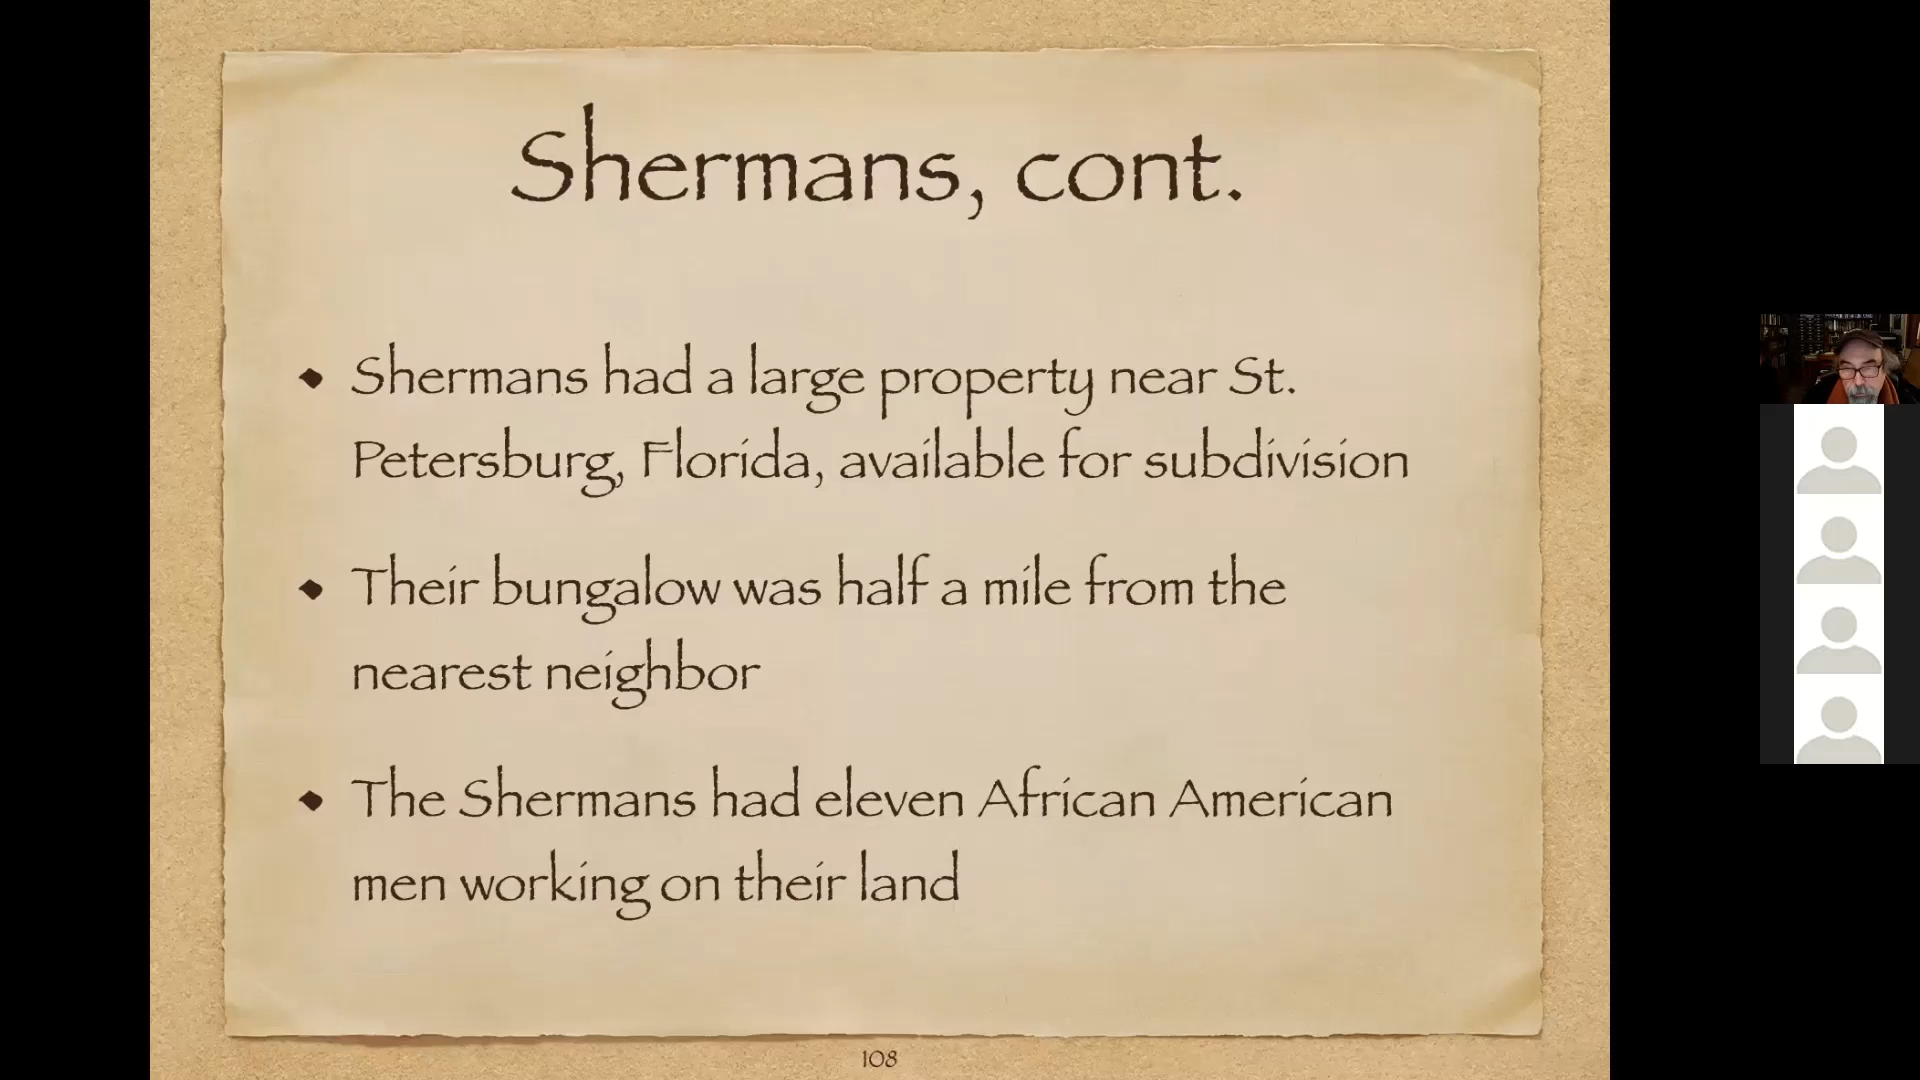 Shermans, cont.
Shermans had a large property near St.
Petersburg, Florida, available for subdivision
Their bungalow was half a mile from the
nearest neighbor
The Shermans had eleven African American
men working on their land
108